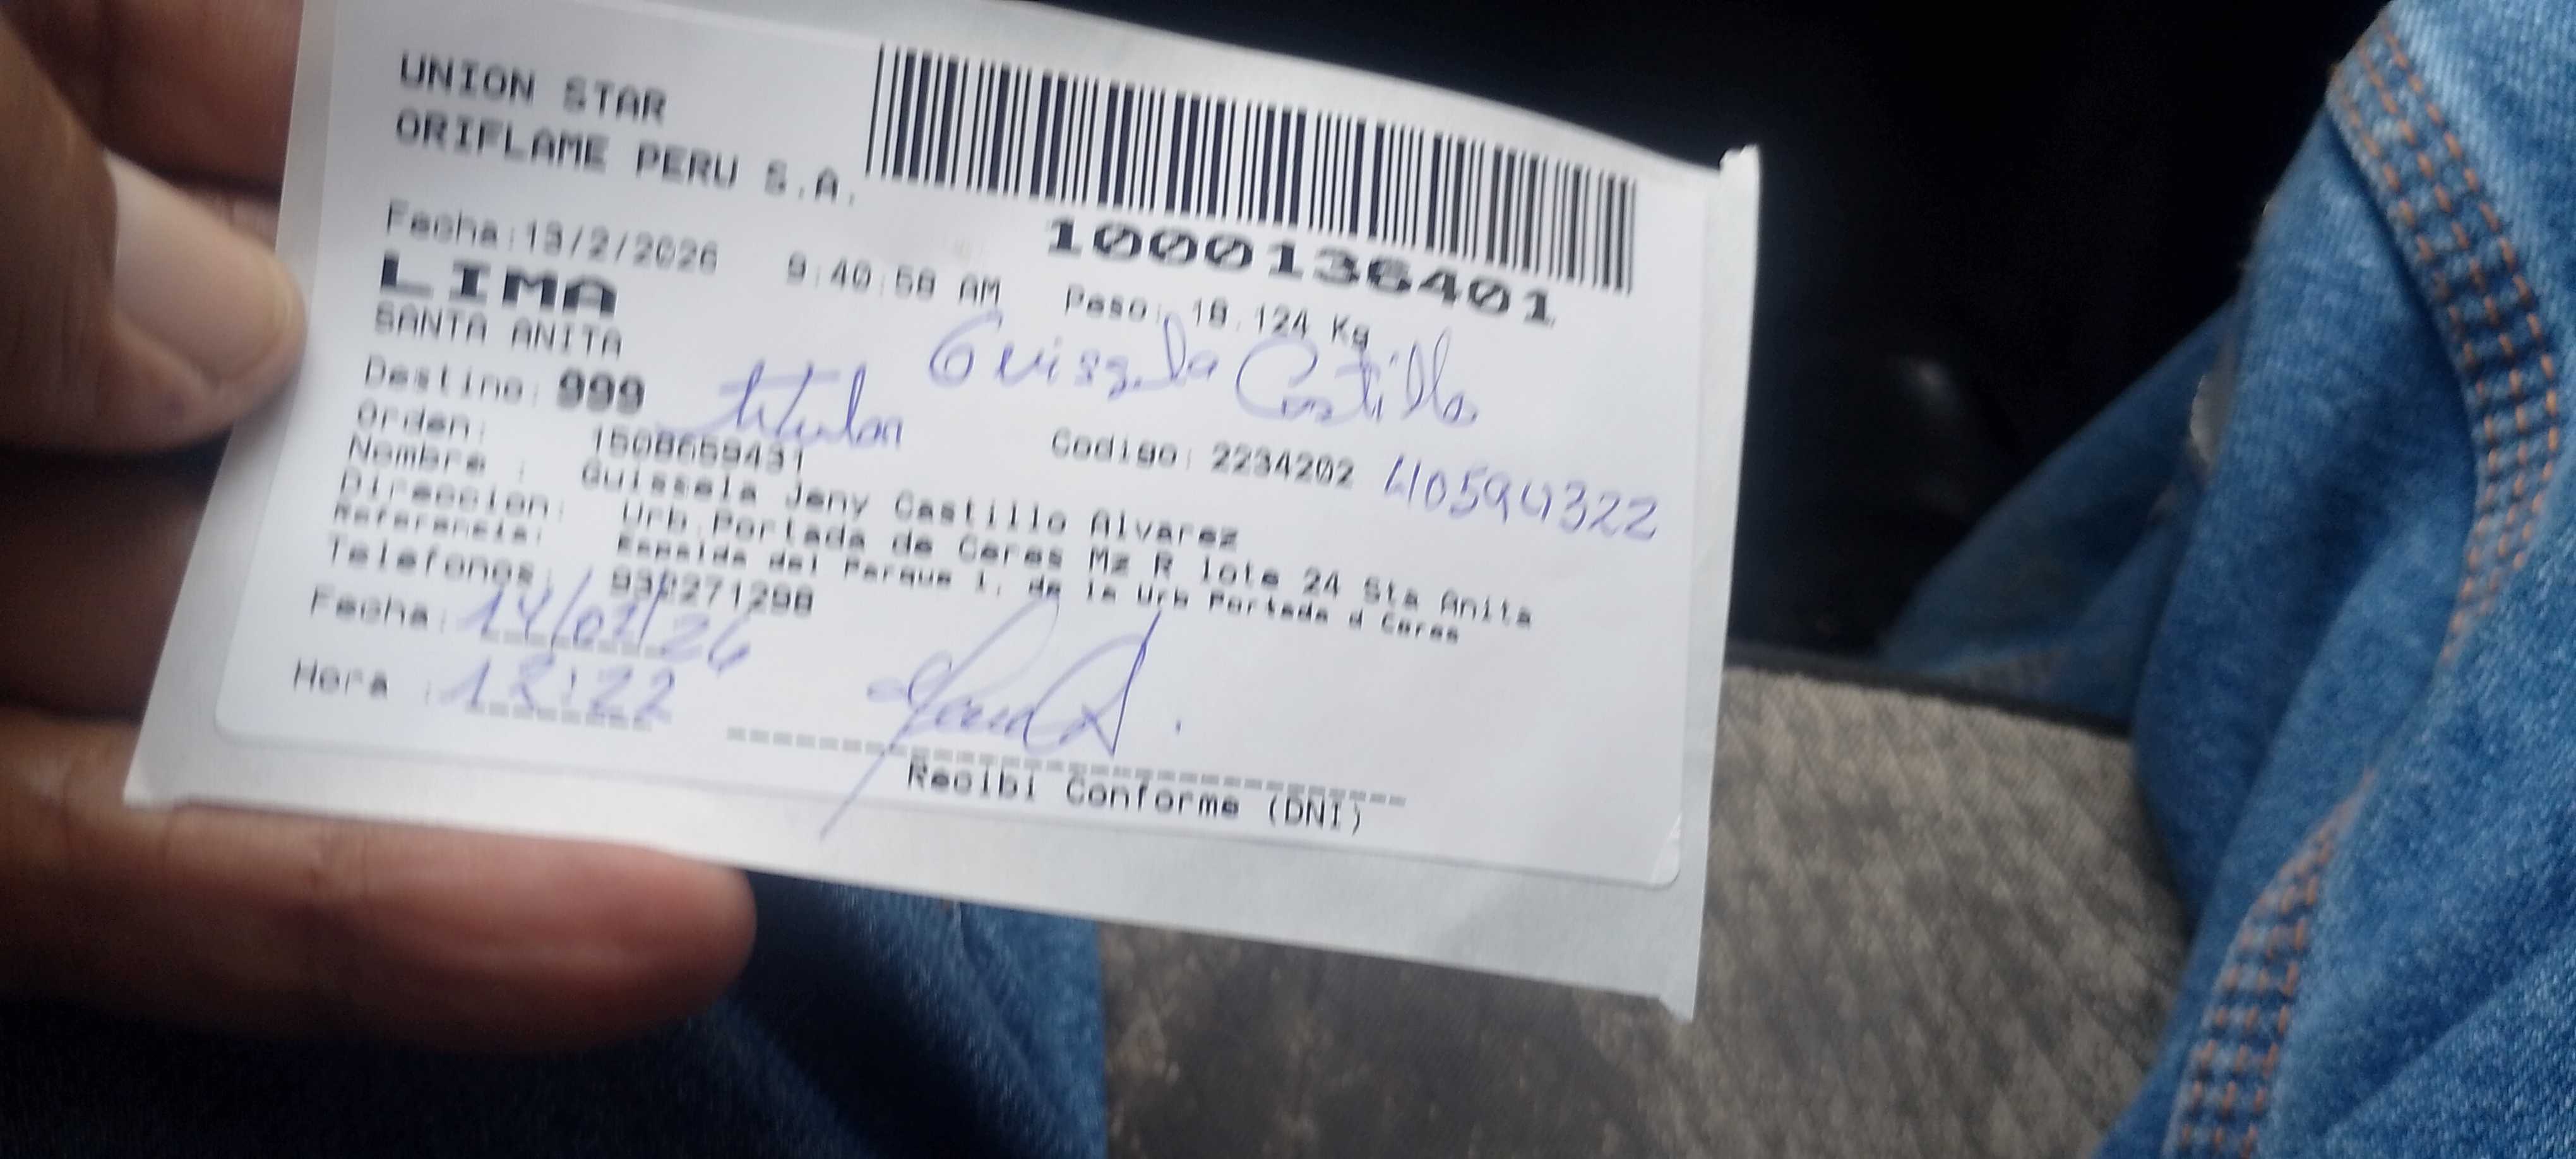 UNION STAR
ORIFLAME PERU S.A.
1000136401
Fecha:13/2/2026 9:40:58 AM Peso: 18.124 Kg
LIMA
SANTA ANITA
Guissela Castillo
Destino: 999 titular
Orden: 1508659431 Codigo: 2234202 40594322
Nombre : Guissela Jeny Castillo Alvarez
Direccion: Urb.Portada de Ceres Mz R lote 24 Sta Anita
Referencia: Espalda del Parque 1. de la Urb Portada d Ceres
Telefonos: 271298
Fecha: 14/02/26
Hora : 13:22
Recibi Conforme (DNI)